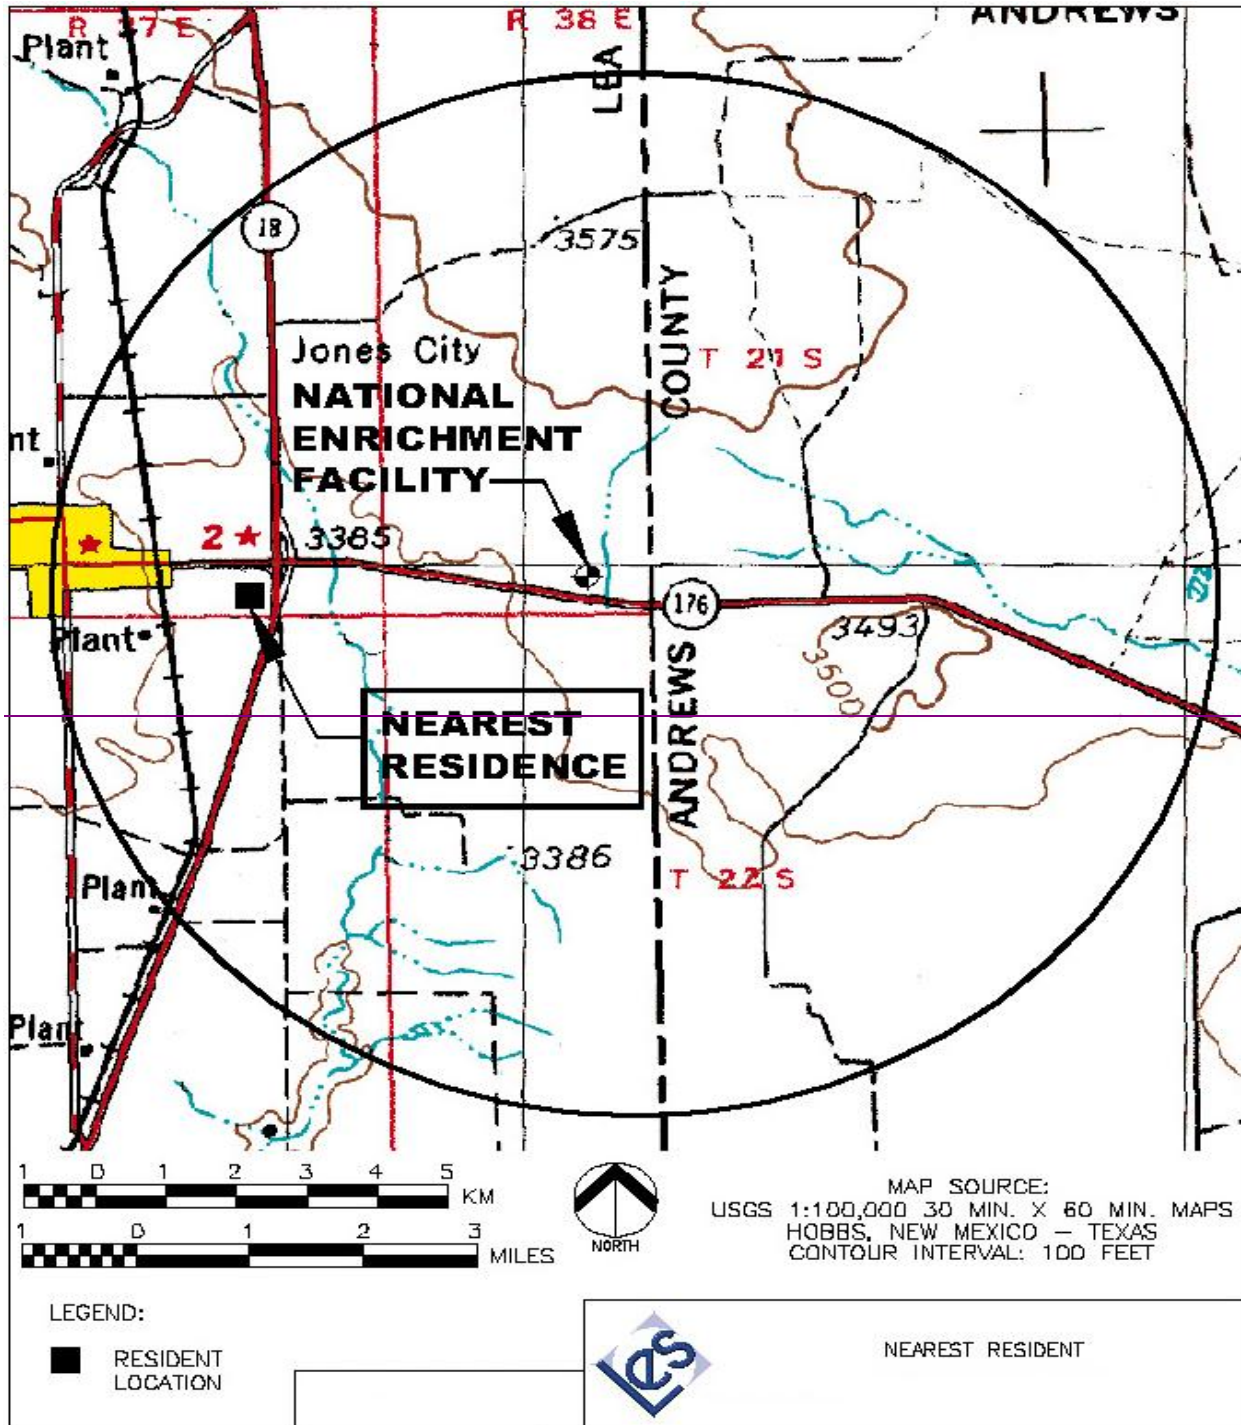 R 37 E
R 38 E
ANDREWS
Plant
LEA
18
3575
COUNTY
T 21 S
Jones City
NATIONAL
ENRICHMENT
FACILITY
nt
2
3385
176
3493
3500
Plant
ANDREWS
NEAREST
RESIDENCE
3386
T 22 S
Plant
Plant
1 0 1 2 3 4 5
KM
1 0 1 2 3
MILES
NORTH
MAP SOURCE:
USGS 1:100,000 30 MIN. X 60 MIN. MAPS
HOBBS, NEW MEXICO – TEXAS
CONTOUR INTERVAL: 100 FEET
LEGEND:
RESIDENT
LOCATION
LES
NEAREST RESIDENT